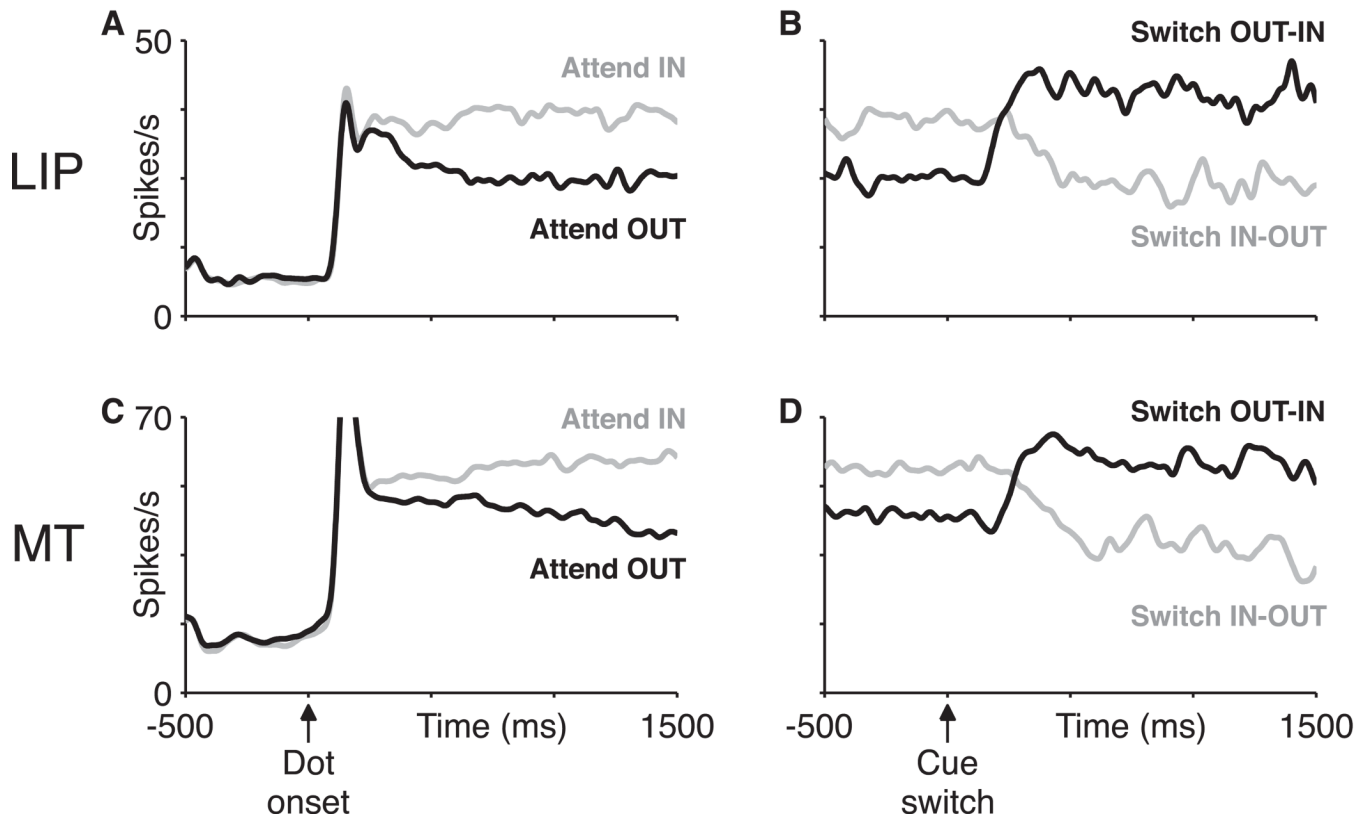 A
50
Attend IN
LIP
Spikes/s
Attend OUT
0
B
Switch OUT-IN
Switch IN-OUT
C
70
Attend IN
MT
Spikes/s
Attend OUT
0
-500
Time (ms)
1500
Dot
onset
D
Switch OUT-IN
Switch IN-OUT
-500
Time (ms)
1500
Cue
switch